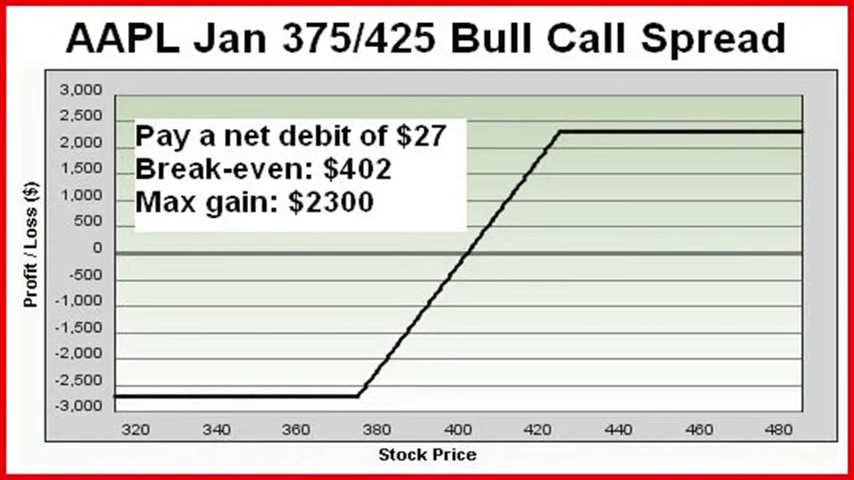 AAPL Jan 375/425 Bull Call Spread
3,000
2,500
2,000
1,500
1,000
500
0
-500
-1,000
-1,500
-2,000
-2,500
-3,000
Profit / Loss ($)
Pay a net debit of $27
Break-even: $402
Max gain: $2300
320 340 360 380 400 420 440 460 480
Stock Price